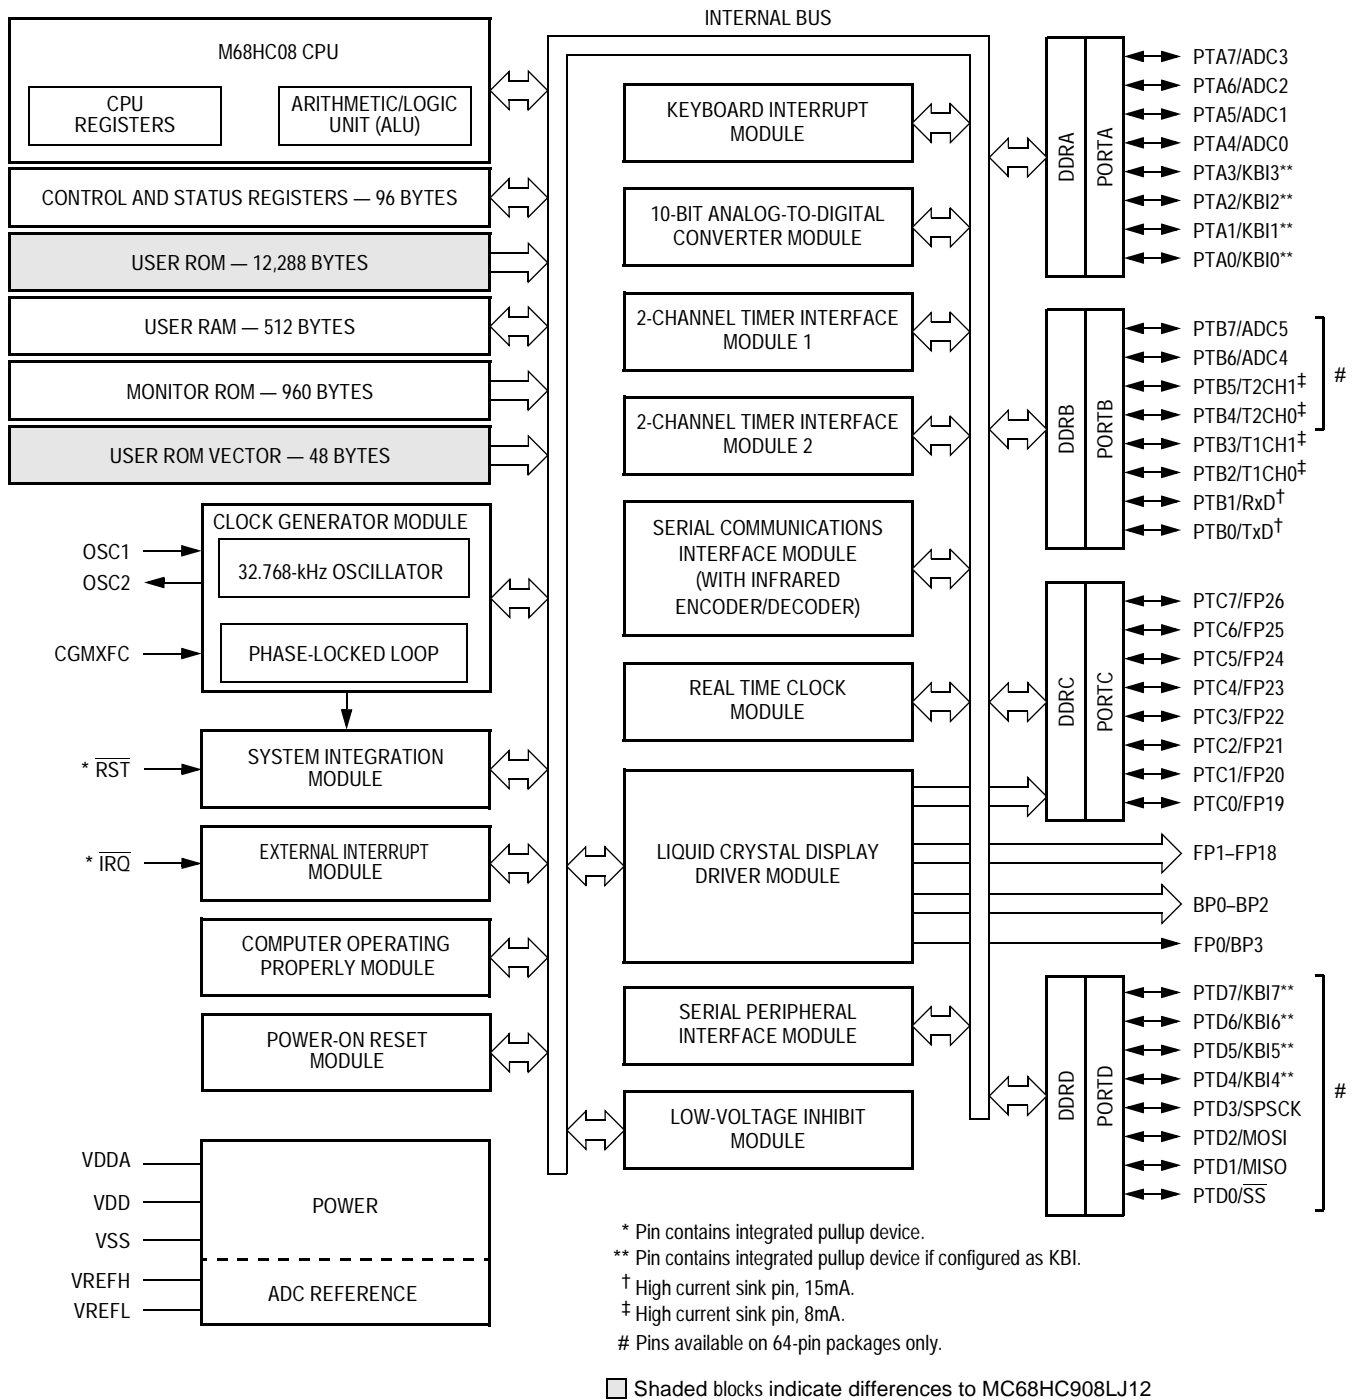 INTERNAL BUS
M68HC08 CPU
CPU
REGISTERS
ARITHMETIC/LOGIC
UNIT (ALU)
CONTROL AND STATUS REGISTERS — 96 BYTES
USER ROM — 12,288 BYTES
USER RAM — 512 BYTES
MONITOR ROM — 960 BYTES
USER ROM VECTOR — 48 BYTES
CLOCK GENERATOR MODULE
32.768-kHz OSCILLATOR
PHASE-LOCKED LOOP
OSC1
OSC2
CGMXFC
* RST
SYSTEM INTEGRATION
MODULE
* IRQ
EXTERNAL INTERRUPT
MODULE
COMPUTER OPERATING
PROPERLY MODULE
POWER-ON RESET
MODULE
VDDA
VDD
VSS
VREFH
VREFL
POWER
ADC REFERENCE
KEYBOARD INTERRUPT
MODULE
10-BIT ANALOG-TO-DIGITAL
CONVERTER MODULE
2-CHANNEL TIMER INTERFACE
MODULE 1
2-CHANNEL TIMER INTERFACE
MODULE 2
SERIAL COMMUNICATIONS
INTERFACE MODULE
(WITH INFRARED
ENCODER/DECODER)
REAL TIME CLOCK
MODULE
LIQUID CRYSTAL DISPLAY
DRIVER MODULE
SERIAL PERIPHERAL
INTERFACE MODULE
LOW-VOLTAGE INHIBIT
MODULE
DDRA
PORTA
PTA7/ADC3
PTA6/ADC2
PTA5/ADC1
PTA4/ADC0
PTA3/KBI3**
PTA2/KBI2**
PTA1/KBI1**
PTA0/KBI0**
DDRB
PORTB
PTB7/ADC5
PTB6/ADC4
PTB5/T2CH1‡
PTB4/T2CH0‡
PTB3/T1CH1‡
PTB2/T1CH0‡
PTB1/RxD†
PTB0/TxD†
#
DDRC
PORTC
PTC7/FP26
PTC6/FP25
PTC5/FP24
PTC4/FP23
PTC3/FP22
PTC2/FP21
PTC1/FP20
PTC0/FP19
FP1–FP18
BP0–BP2
FP0/BP3
DDRD
PORTD
PTD7/KBI7**
PTD6/KBI6**
PTD5/KBI5**
PTD4/KBI4**
PTD3/SPSCK
PTD2/MOSI
PTD1/MISO
PTD0/SS
#
* Pin contains integrated pullup device.
** Pin contains integrated pullup device if configured as KBI.
† High current sink pin, 15mA.
‡ High current sink pin, 8mA.
# Pins available on 64-pin packages only.
Shaded blocks indicate differences to MC68HC908LJ12